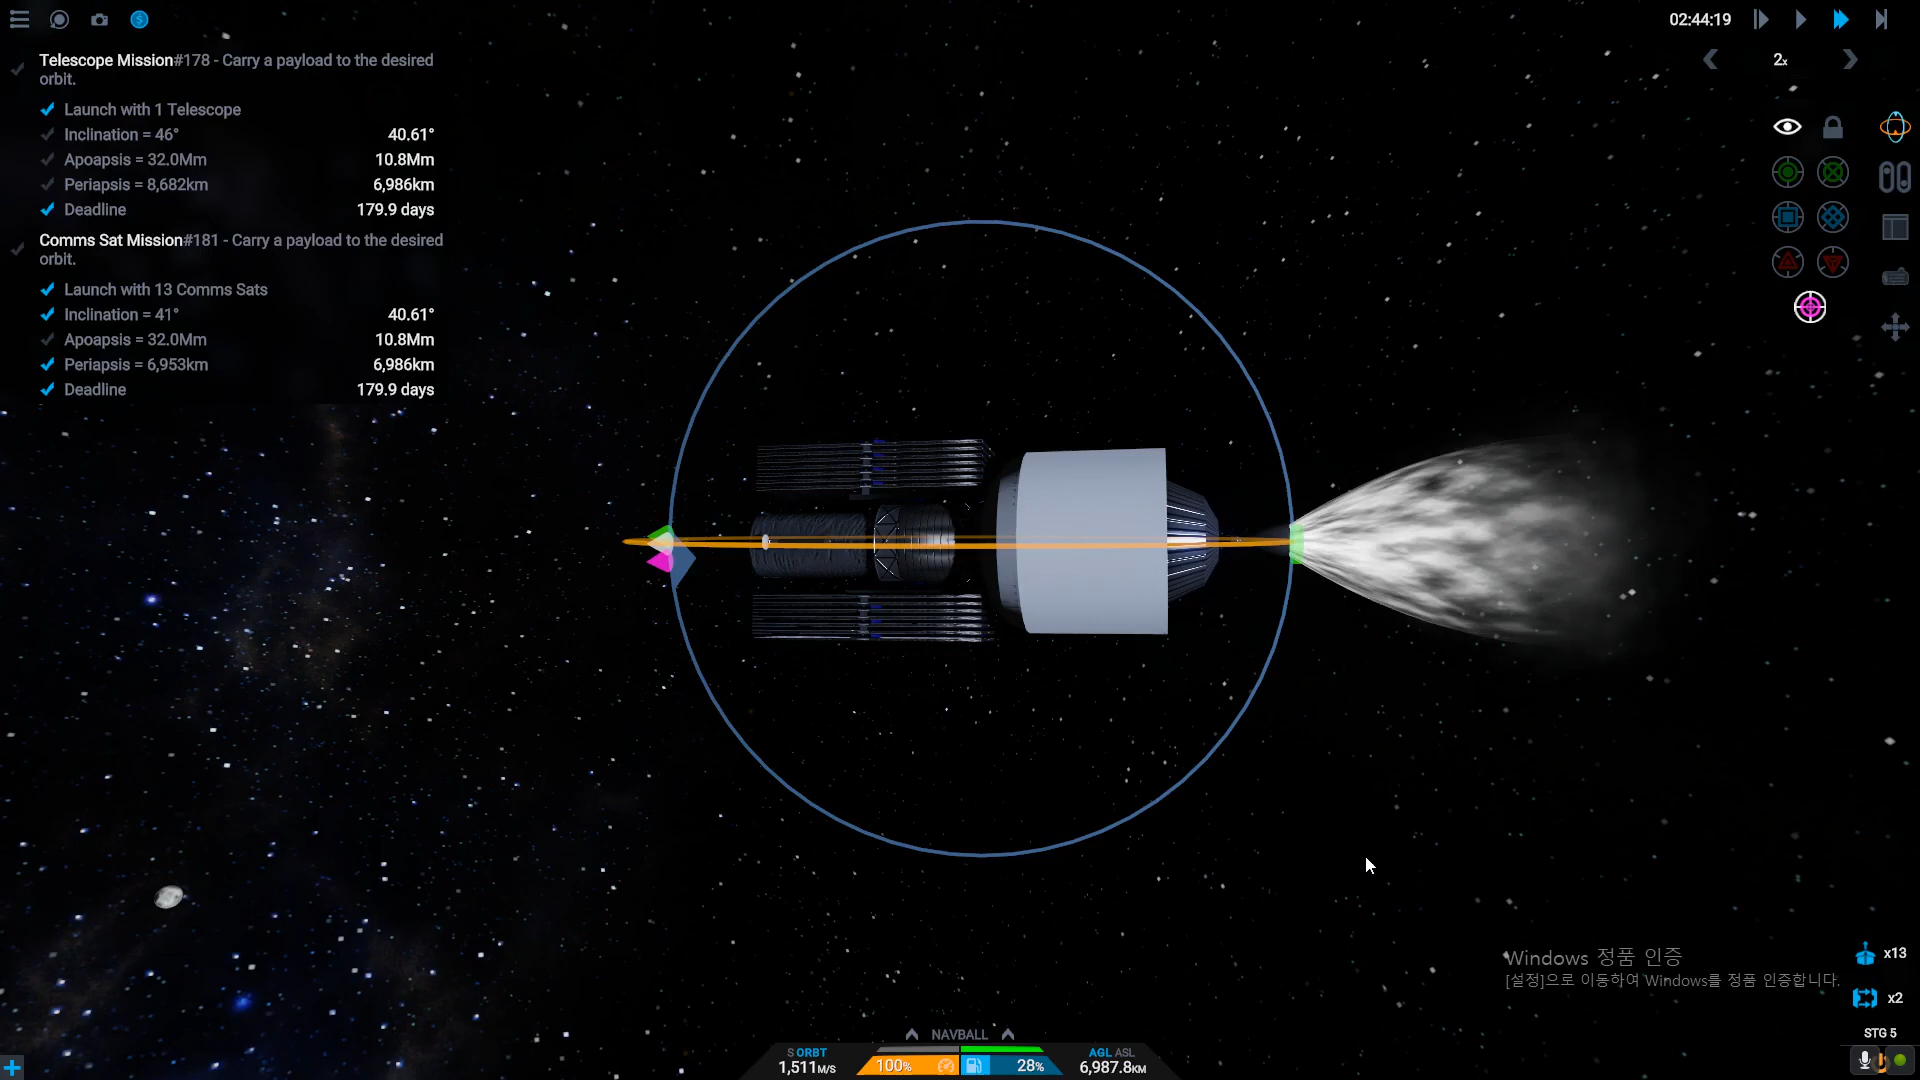 02:44:19
2x
Telescope Mission#178 - Carry a payload to the desired
orbit.
Launch with 1 Telescope
Inclination = 46° 40.61°
Apoapsis = 32.0Mm 10.8Mm
Periapsis = 8,682km 6,986km
Deadline 179.9 days
Comms Sat Mission#181 - Carry a payload to the desired
orbit.
Launch with 13 Comms Sats
Inclination = 41° 40.61°
Apoapsis = 32.0Mm 10.8Mm
Periapsis = 6,953km 6,986km
Deadline 179.9 days
Windows 정품 인증
[설정]으로 이동하여 Windows를 정품 인증합니다.
x13
x2
STG 5
NAVBALL
S ORBT
1,511M/S
100%
28%
AGL ASL
6,987.8KM